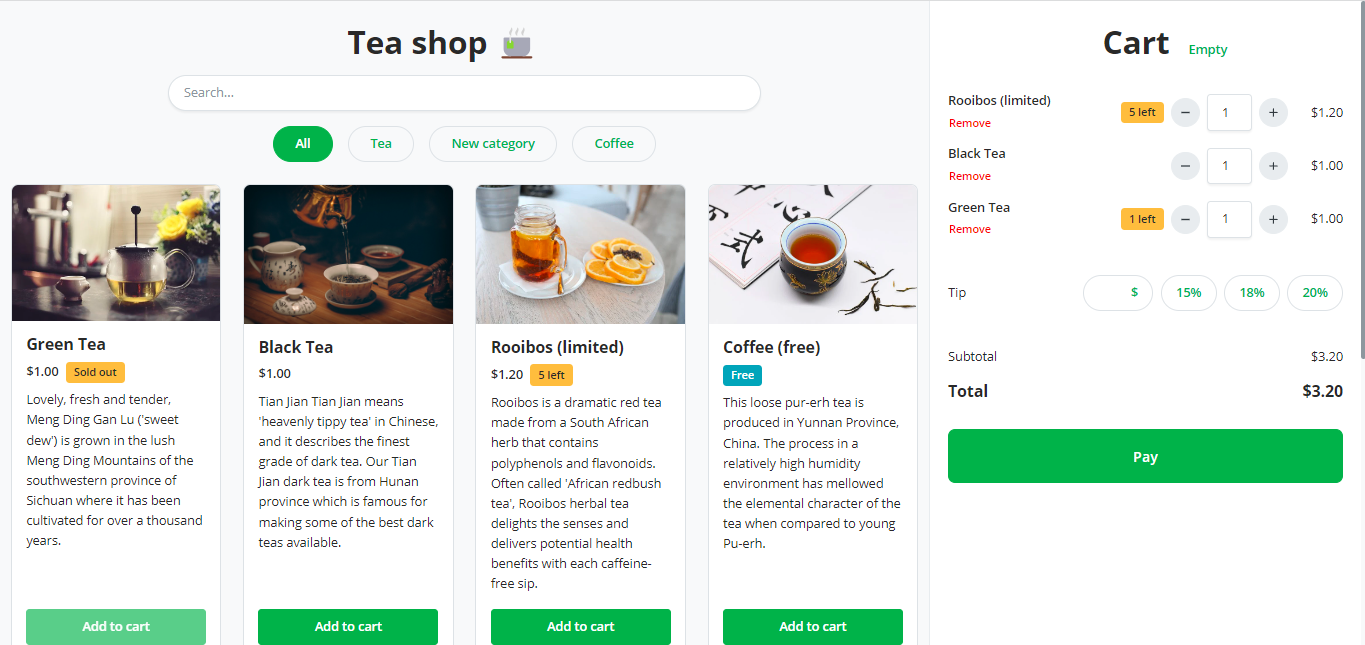 Tea shop
Search...
All
Tea
New category
Coffee
Green Tea
$1.00 Sold out
Lovely, fresh and tender,
Meng Ding Gan Lu ('sweet
dew') is grown in the lush
Meng Ding Mountains of the
southwestern province of
Sichuan where it has been
cultivated for over a thousand
years.
Add to cart
Black Tea
$1.00
Tian Jian Tian Jian means
'heavenly tippy tea' in Chinese,
and it describes the finest
grade of dark tea. Our Tian
Jian dark tea is from Hunan
province which is famous for
making some of the best dark
teas available.
Add to cart
Rooibos (limited)
$1.20 5 left
Rooibos is a dramatic red tea
made from a South African
herb that contains
polyphenols and flavonoids.
Often called 'African redbush
tea', Rooibos herbal tea
delights the senses and
delivers potential health
benefits with each caffeine-
free sip.
Add to cart
Coffee (free)
Free
This loose pur-erh tea is
produced in Yunnan Province,
China. The process in a
relatively high humidity
environment has mellowed
the elemental character of the
tea when compared to young
Pu-erh.
Add to cart
Cart Empty
Rooibos (limited)
Remove
5 left − 1 + $1.20
Black Tea
Remove
− 1 + $1.00
Green Tea
Remove
1 left − 1 + $1.00
Tip $ 15% 18% 20%
Subtotal $3.20
Total $3.20
Pay